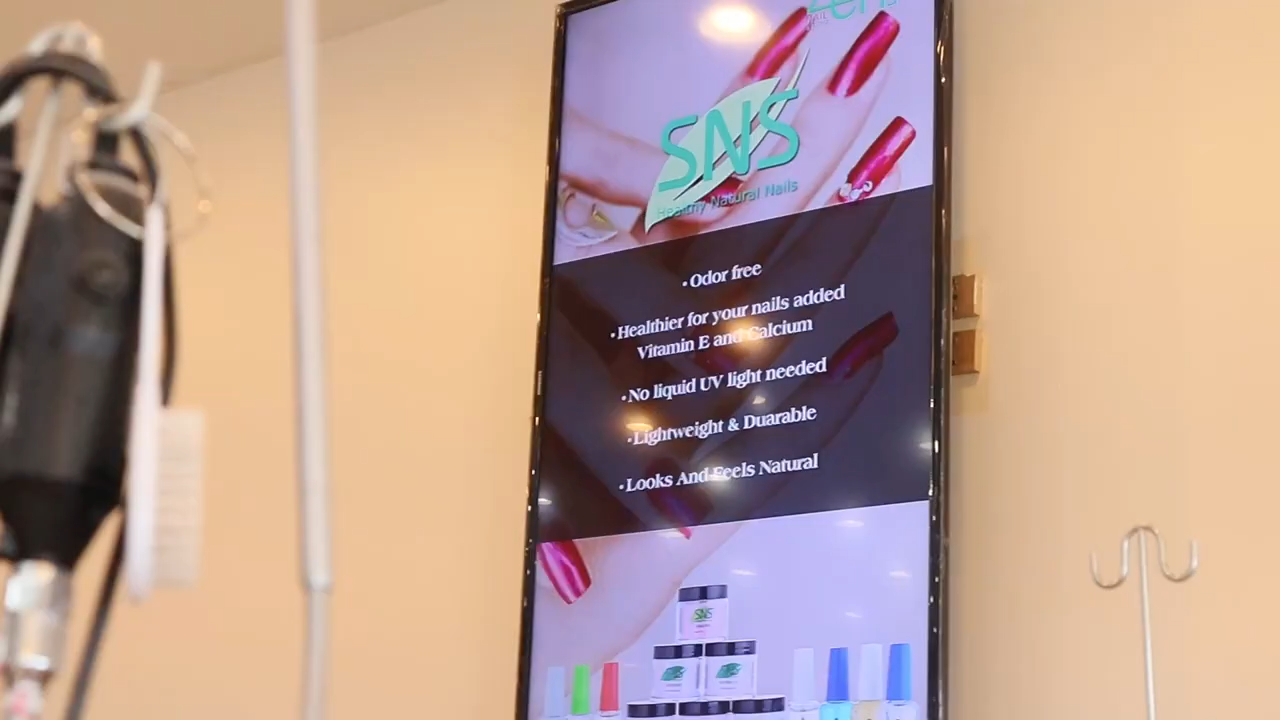 SNS
Healthy Natural Nails
• Odor free
• Healthier for your nails added
Vitamin E and Calcium
• No liquid UV light needed
• Lightweight & Duarable
• Looks And Feels Natural
SNS